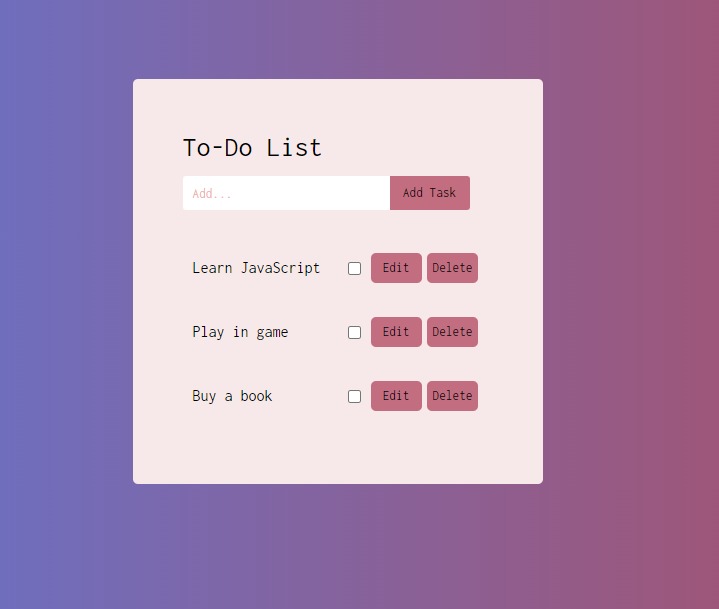 To-Do List
Add... Add Task
Learn JavaScript Edit Delete
Play in game Edit Delete
Buy a book Edit Delete